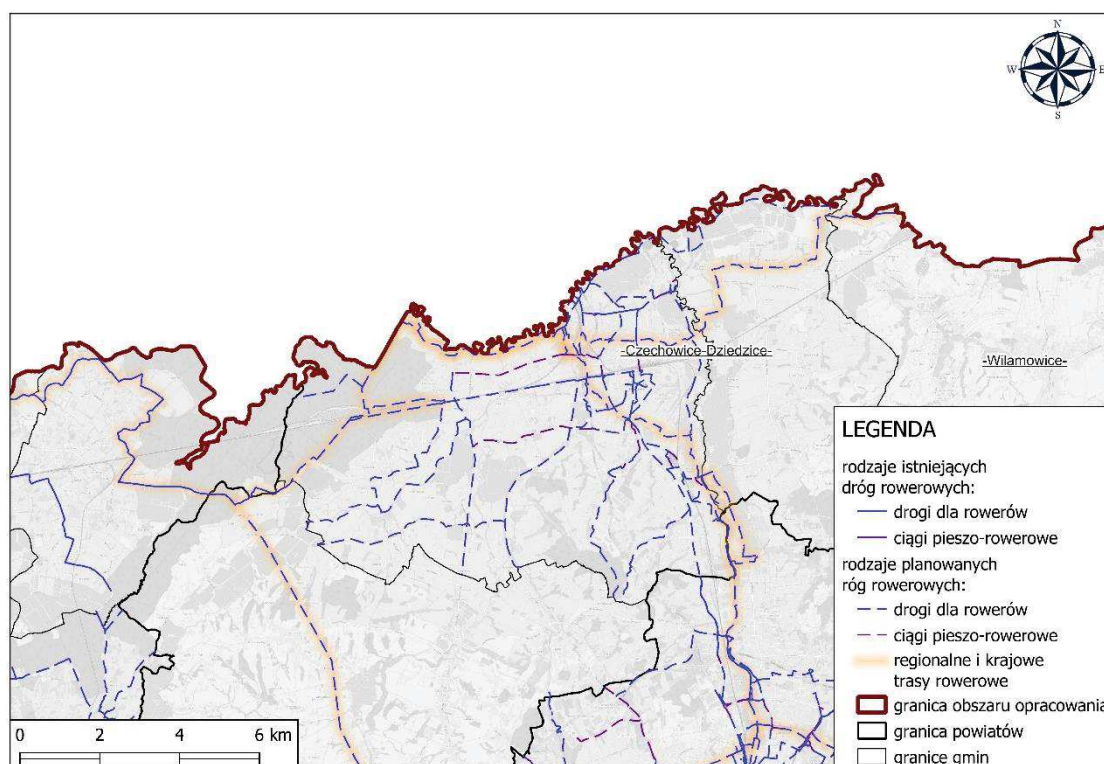 N
W E
S
-Czechowice-Dziedzice-
-Wilamowice-
LEGENDA
rodzaje istniejących
dróg rowerowych:
drogi dla rowerów
ciągi pieszo-rowerowe
rodzaje planowanych
róg rowerowych:
drogi dla rowerów
ciągi pieszo-rowerowe
regionalne i krajowe
trasy rowerowe
granica obszaru opracowania
granica powiatów
granice gmin
0 2 4 6 km